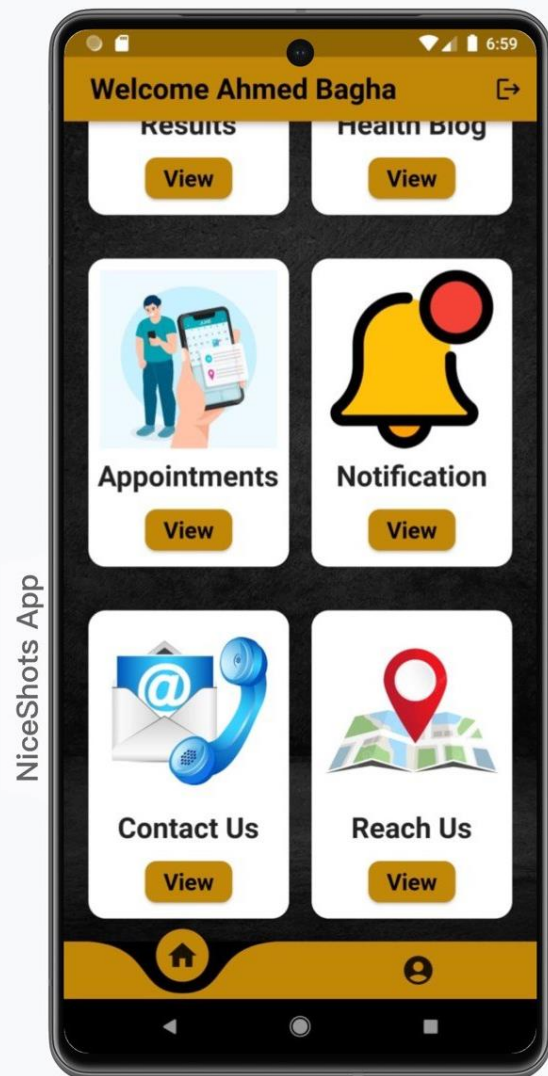 6:59
Welcome Ahmed Bagha
Results
Health Blog
View
View
Appointments
Notification
View
View
Contact Us
Reach Us
View
View
NiceShots App